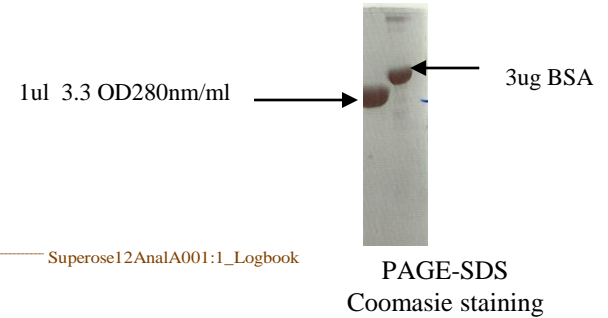 3ug BSA
1ul 3.3 OD280nm/ml
Superose12AnalA001:1_Logbook
PAGE-SDS
Coomasie staining